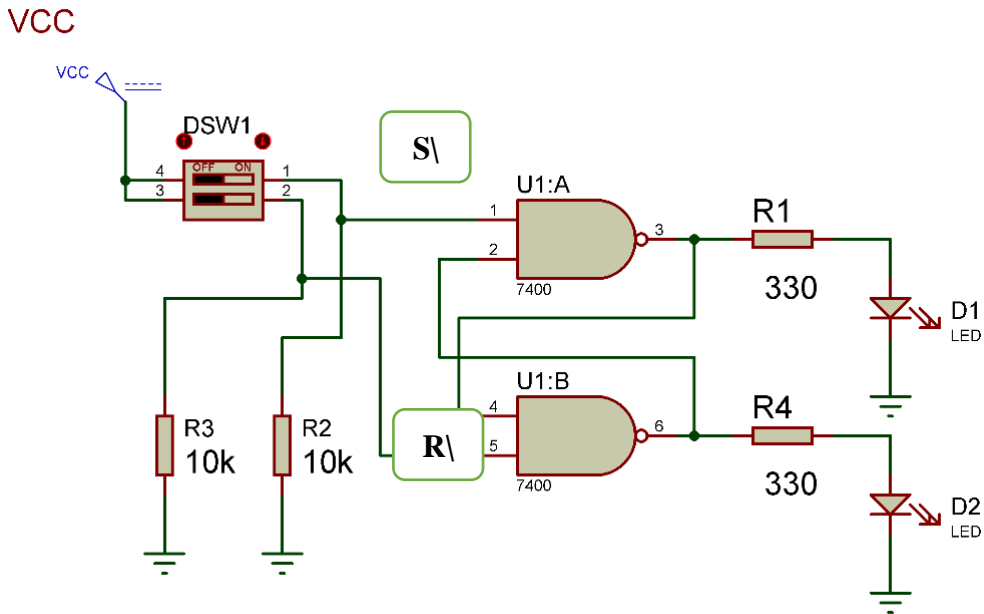 VCC
VCC
DSW1
OFF ON
4
3
1
2
S\
U1:A
1
2
3
7400
R1
330
D1
LED
U1:B
4
5
6
7400
R\
R3
10k
R2
10k
R4
330
D2
LED